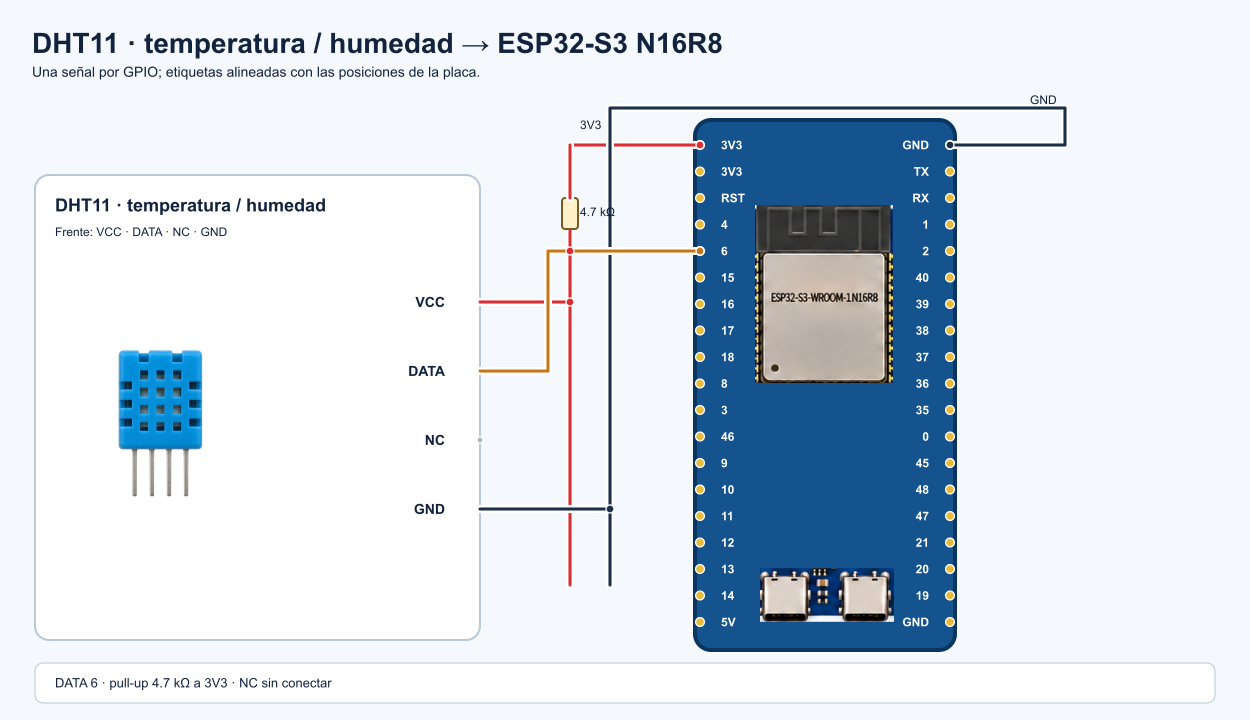 DHT11 · temperatura / humedad → ESP32-S3 N16R8
Una señal por GPIO; etiquetas alineadas con las posiciones de la placa.
GND
3V3
DHT11 · temperatura / humedad
Frente: VCC · DATA · NC · GND
4.7 kΩ
VCC
DATA
NC
GND
3V3 GND
3V3 TX
RST RX
4 1
6 2
15 40
16 39
ESP32-S3-WROOM-1 N16R8
17 38
18 37
8 36
3 35
46 0
9 45
10 48
11 47
12 21
13 20
14 19
5V GND
DATA 6 · pull-up 4.7 kΩ a 3V3 · NC sin conectar